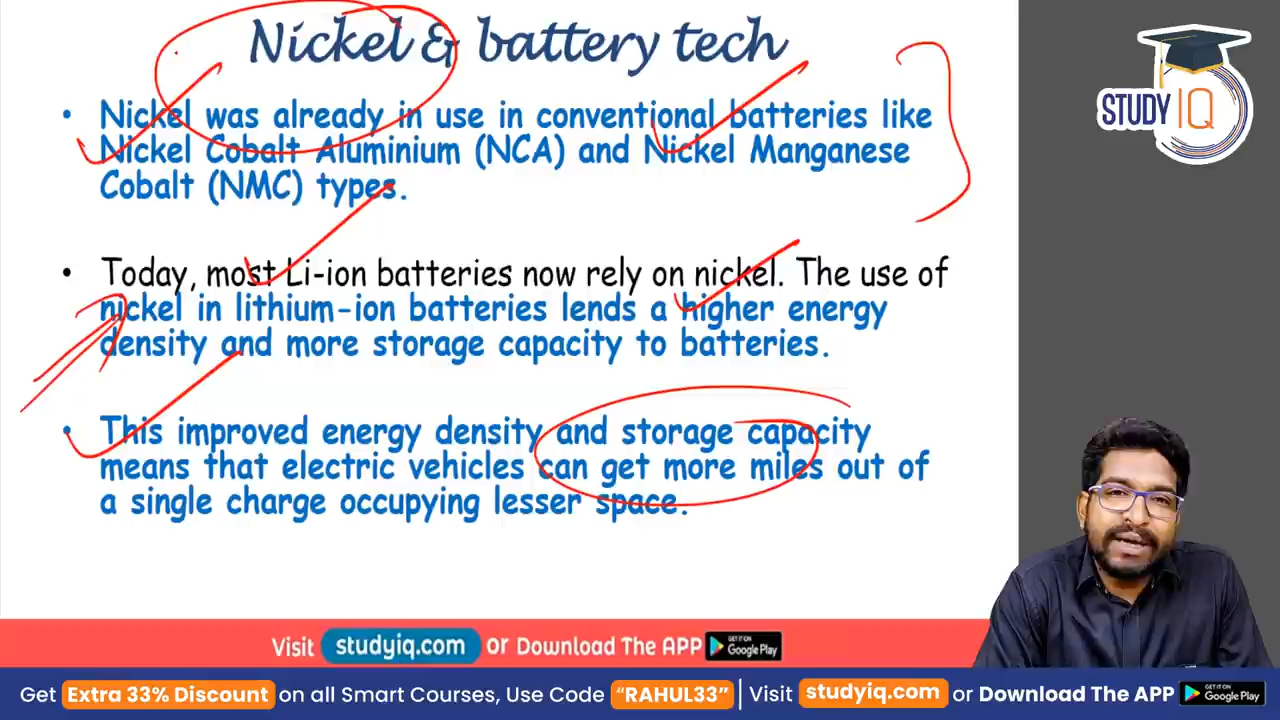 Nickel & battery tech
STUDY IQ
• Nickel was already in use in conventional batteries like
Nickel Cobalt Aluminium (NCA) and Nickel Manganese
Cobalt (NMC) types.
• Today, most Li-ion batteries now rely on nickel. The use of
nickel in lithium-ion batteries lends a higher energy
density and more storage capacity to batteries.
• This improved energy density and storage capacity
means that electric vehicles can get more miles out of
a single charge occupying lesser space.
Visit studyiq.com or Download The APP GET IT ON Google Play
Get Extra 33% Discount on all Smart Courses, Use Code “RAHUL33” | Visit studyiq.com or Download The APP GET IT ON Google Play